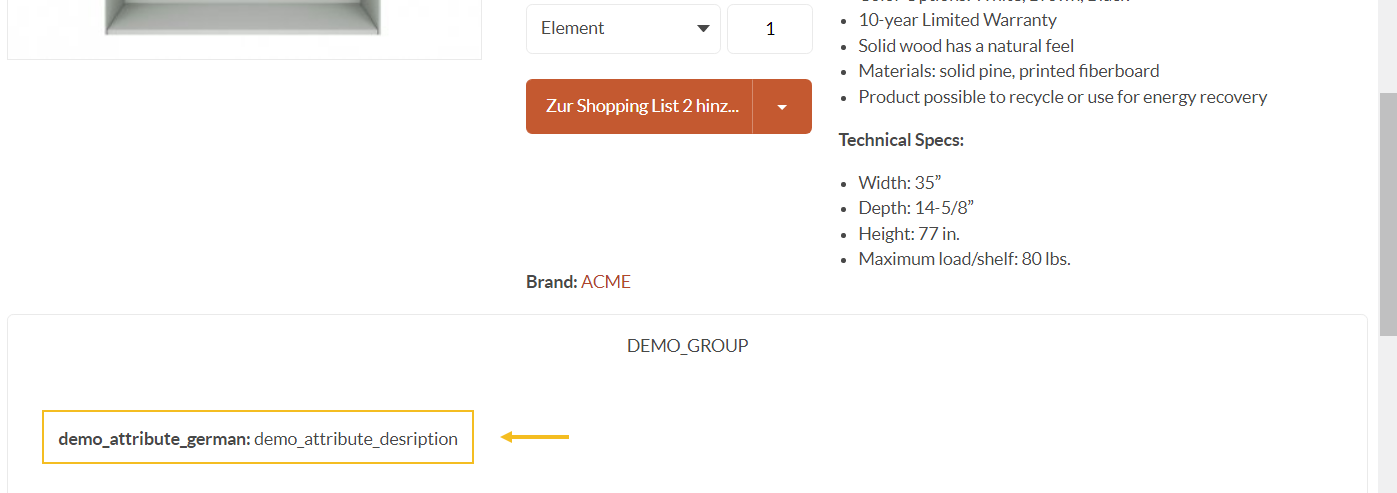 Element
1
Zur Shopping List 2 hinz...
Brand: ACME
10-year Limited Warranty
Solid wood has a natural feel
Materials: solid pine, printed fiberboard
Product possible to recycle or use for energy recovery
Technical Specs:
Width: 35”
Depth: 14-5/8”
Height: 77 in.
Maximum load/shelf: 80 lbs.
DEMO_GROUP
demo_attribute_german: demo_attribute_desription